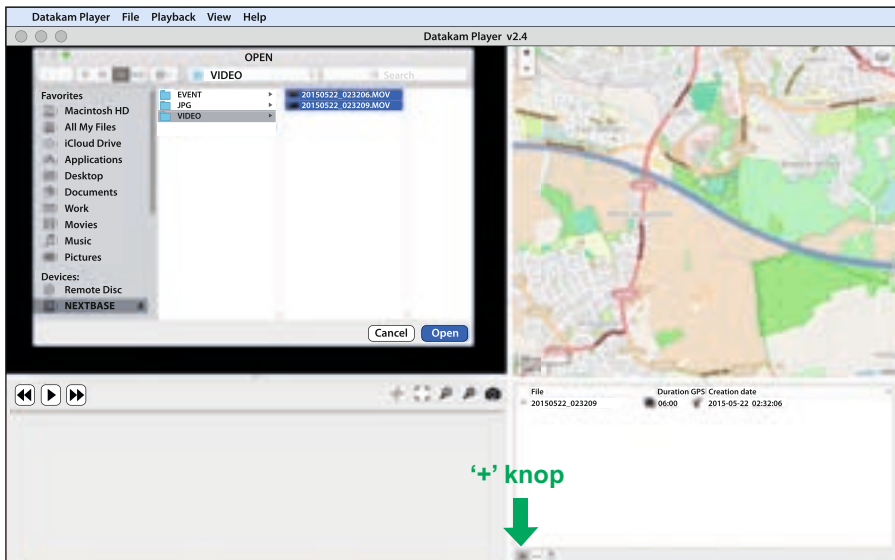 Datakam Player File Playback View Help
Datakam Player v2.4
OPEN
VIDEO
Search
Favorites
Macintosh HD
All My Files
iCloud Drive
Applications
Desktop
Documents
Work
Movies
Music
Pictures
Devices:
Remote Disc
NEXTBASE
EVENT
JPG
VIDEO
20150522_023206.MOV
20150522_023209.MOV
Cancel Open
File Duration GPS Creation date
20150522_023209 06:00 2015-05-22 02:32:06
‘+’ knop